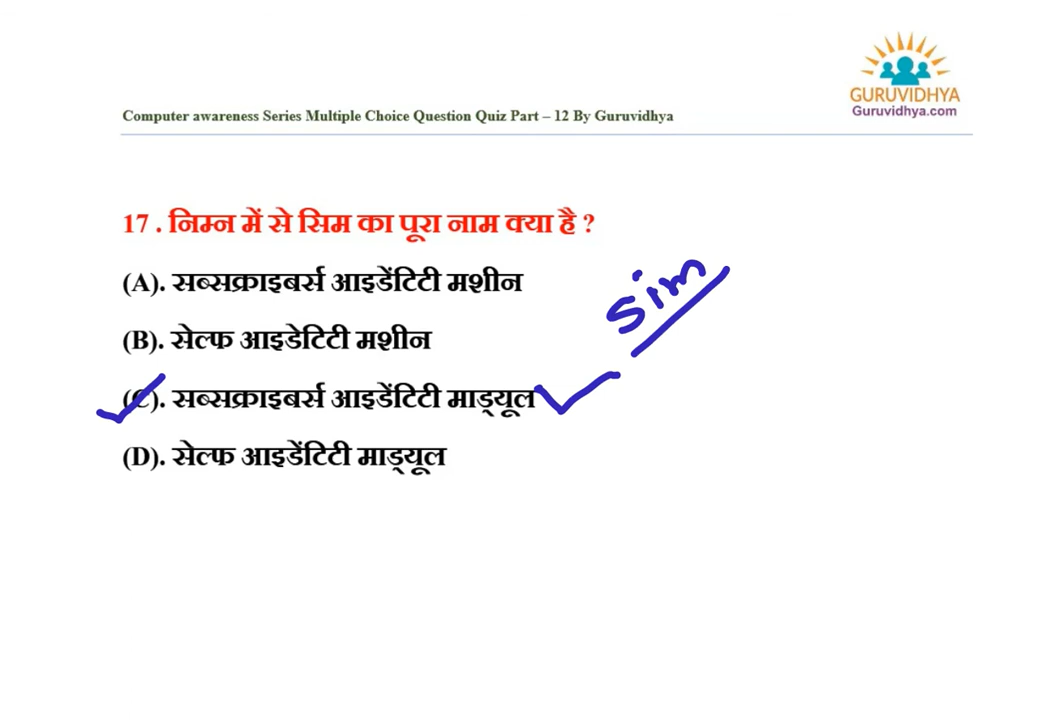 GURUVIDHYA
Guruvidhya.com
Computer awareness Series Multiple Choice Question Quiz Part – 12 By Guruvidhya
17 . निम्न में से सिम का पूरा नाम क्या है ?
(A). सब्सक्राइबर्स आइडेंटिटी मशीन
(B). सेल्फ आइडेटिटी मशीन
Sim
(C). सब्सक्राइबर्स आइडेंटिटी माड्यूल
(D). सेल्फ आइडेंटिटी माड्यूल